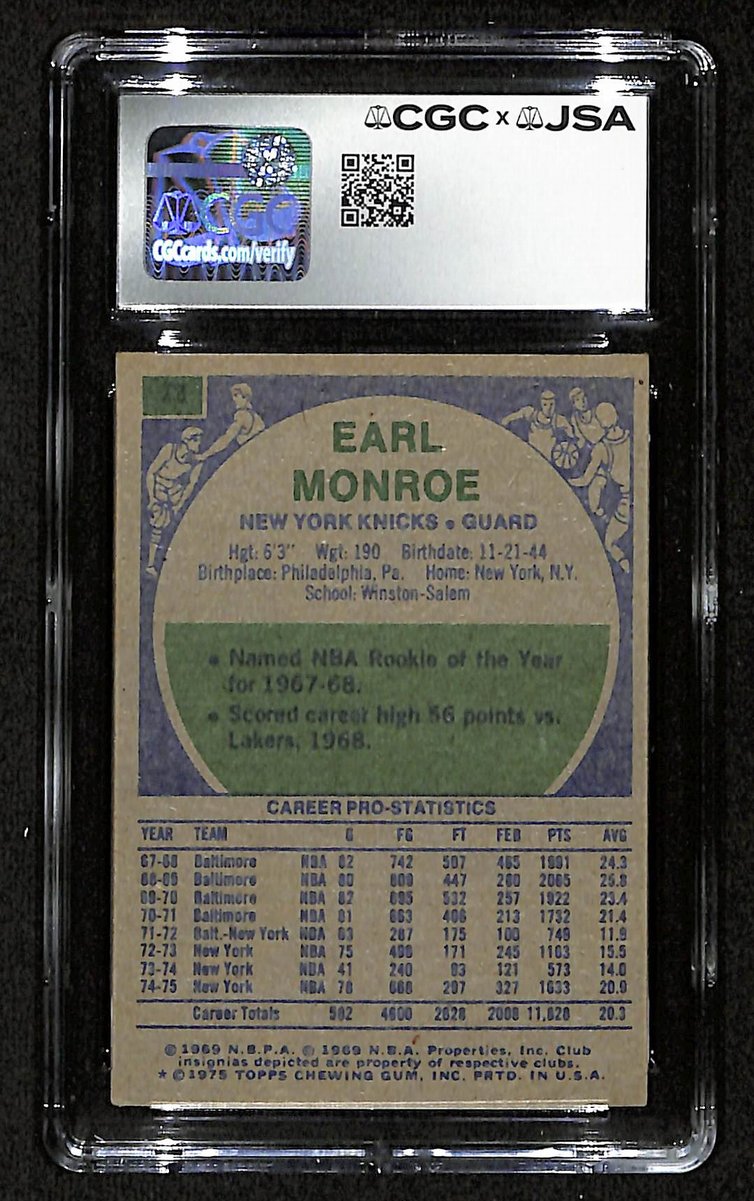 CGC x JSA
CGC
CGCcards.com/verify
EARL
MONROE
NEW YORK KNICKS • GUARD
Hgt: 6'3" Wgt: 190 Birthdate: 11-21-44
Birthplace: Philadelphia, Pa. Home: New York, N.Y.
School: Winston-Salem
• Named NBA Rookie of the Year
for 1967-68.
• Scored career high 56 points vs.
Lakers, 1968.
CAREER PRO-STATISTICS
YEAR TEAM G FG FT REB PTS AVG
67-68 Baltimore NBA 82 742 507 465 1991 24.3
68-69 Baltimore NBA 80 809 447 280 2065 25.8
69-70 Baltimore NBA 82 695 532 257 1922 23.4
70-71 Baltimore NBA 81 663 406 213 1732 21.4
71-72 Balt.-New York NBA 63 287 175 100 749 11.9
72-73 New York NBA 75 496 171 245 1163 15.5
73-74 New York NBA 41 240 93 121 573 14.0
74-75 New York NBA 78 668 297 327 1633 20.9
Career Totals 582 4600 2628 2008 11,828 20.3
© 1969 N.B.P.A. © 1969 N.B.A. Properties, Inc. Club
insignias depicted are property of respective clubs.
* © 1975 TOPPS CHEWING GUM, INC. PRTD. IN U.S.A.